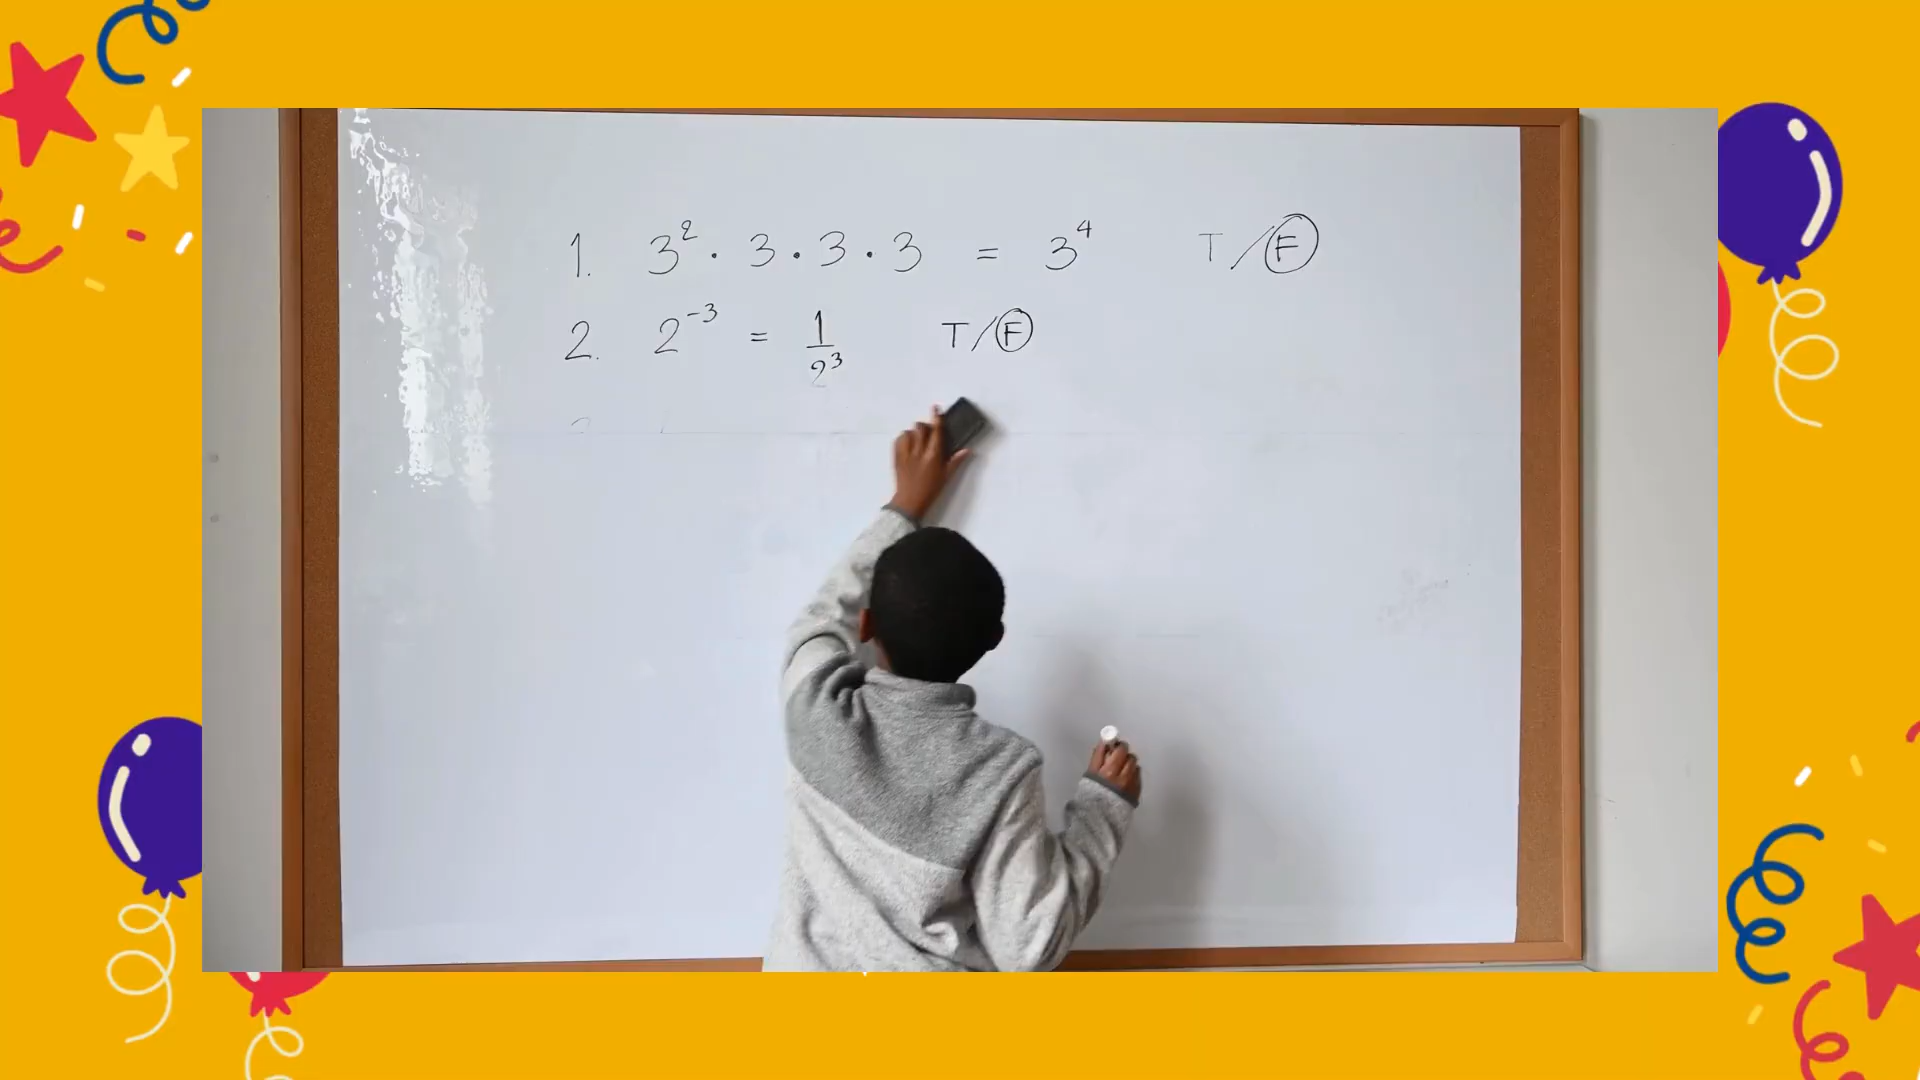 1. 3² · 3 · 3 · 3 = 3⁴ T/F
2. 2⁻³ = 1/2³ T/F